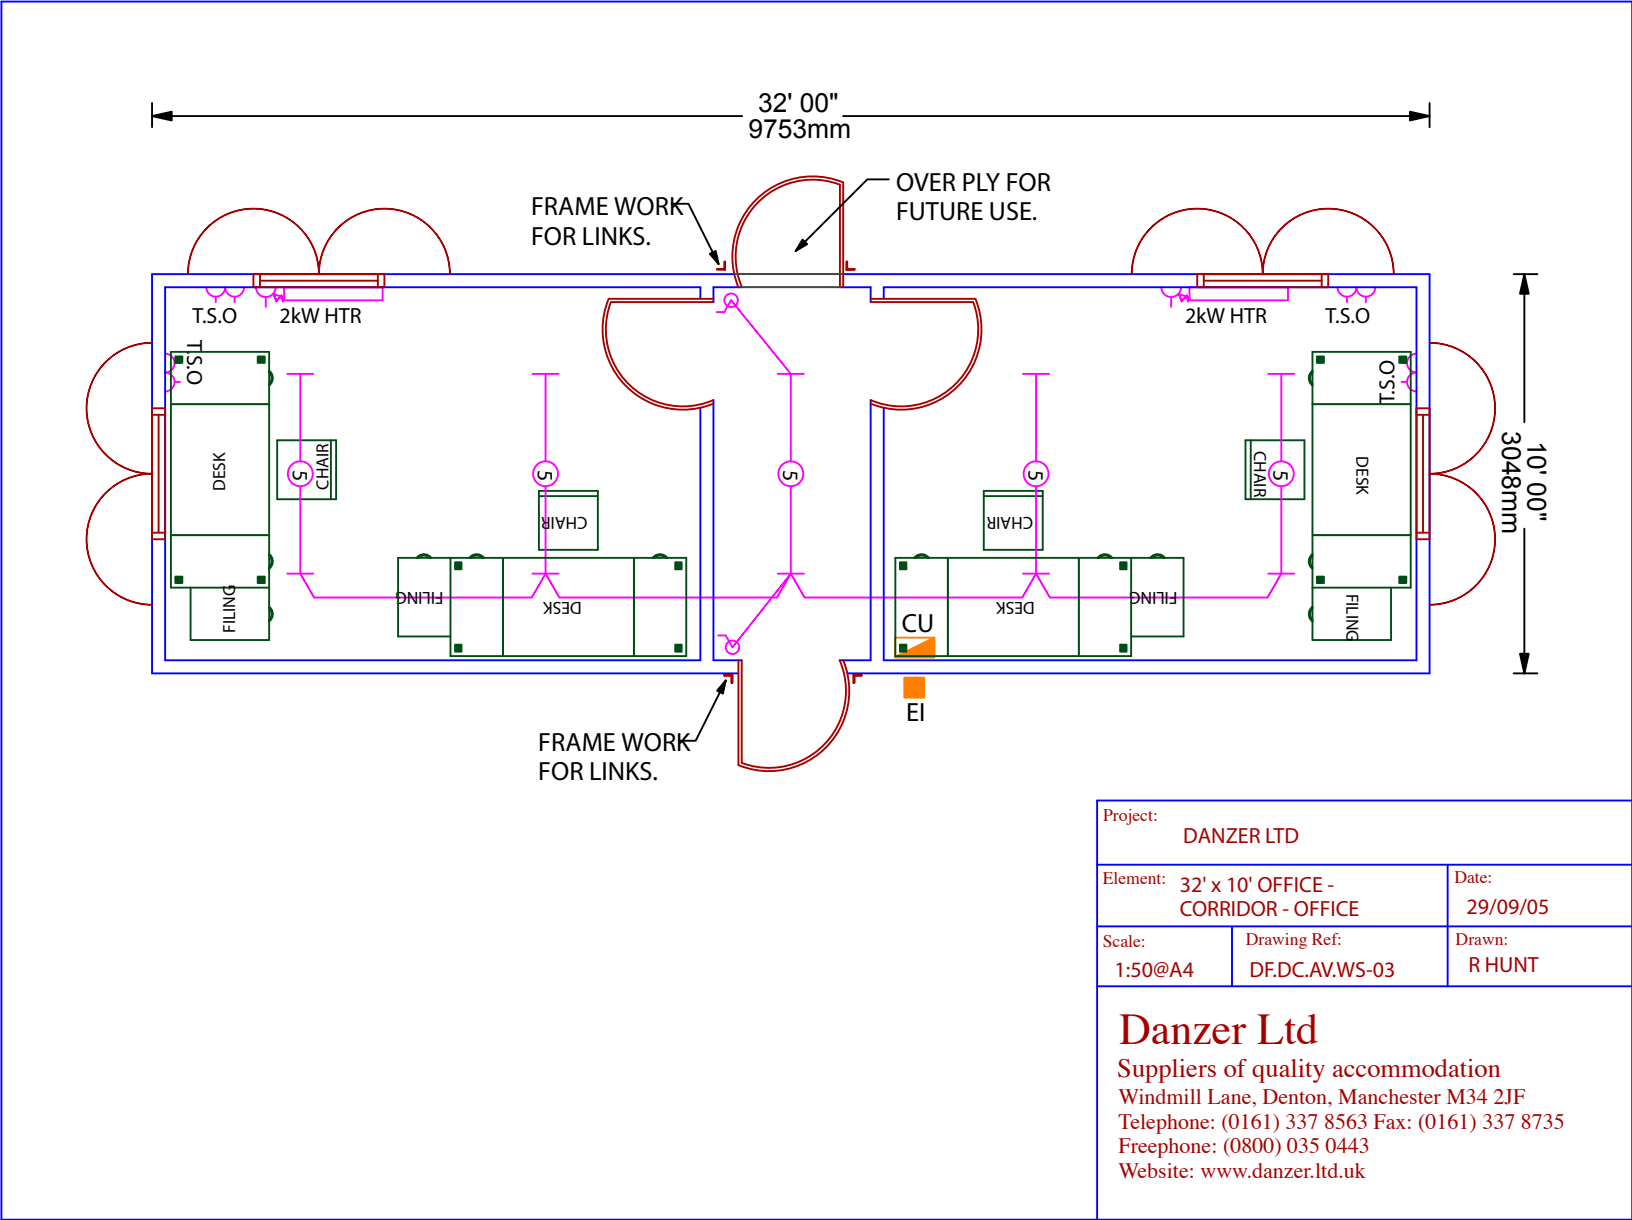 32' 00"
9753mm
FRAME WORK
FOR LINKS.
OVER PLY FOR
FUTURE USE.
T.S.O
2kW HTR
2kW HTR
T.S.O
T.S.O
T.S.O
DESK
CHAIR
5
5
5
5
5
CHAIR
DESK
10' 00"
3048mm
CHAIR
CHAIR
FILING
FILING
DESK
DESK
FILING
FILING
CU
EI
FRAME WORK
FOR LINKS.
Project:
DANZER LTD
Element:
32' x 10' OFFICE -
CORRIDOR - OFFICE
Date:
29/09/05
Scale:
1:50@A4
Drawing Ref:
DF.DC.AV.WS-03
Drawn:
R HUNT
Danzer Ltd
Suppliers of quality accommodation
Windmill Lane, Denton, Manchester M34 2JF
Telephone: (0161) 337 8563 Fax: (0161) 337 8735
Freephone: (0800) 035 0443
Website: www.danzer.ltd.uk